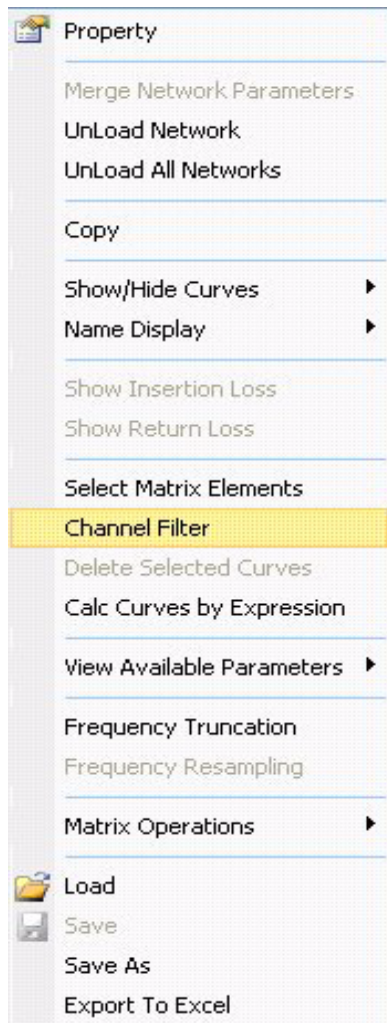 Property
Merge Network Parameters
UnLoad Network
UnLoad All Networks
Copy
Show/Hide Curves
Name Display
Show Insertion Loss
Show Return Loss
Select Matrix Elements
Channel Filter
Delete Selected Curves
Calc Curves by Expression
View Available Parameters
Frequency Truncation
Frequency Resampling
Matrix Operations
Load
Save
Save As
Export To Excel